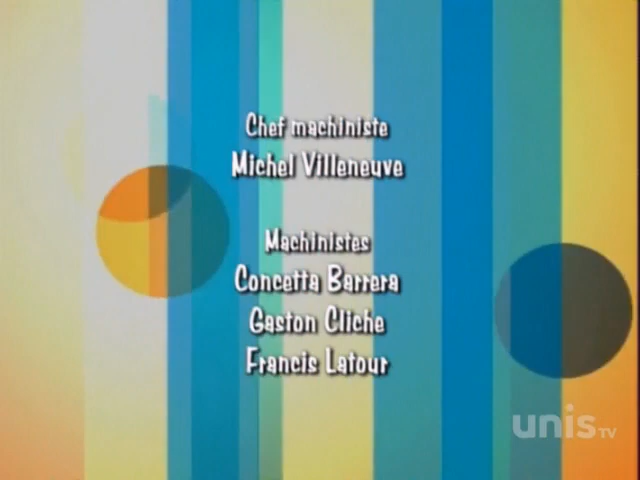 Chef machiniste
Michel Villeneuve
Machinistes
Concetta Barrera
Gaston Cliche
Francis Latour
unis TV